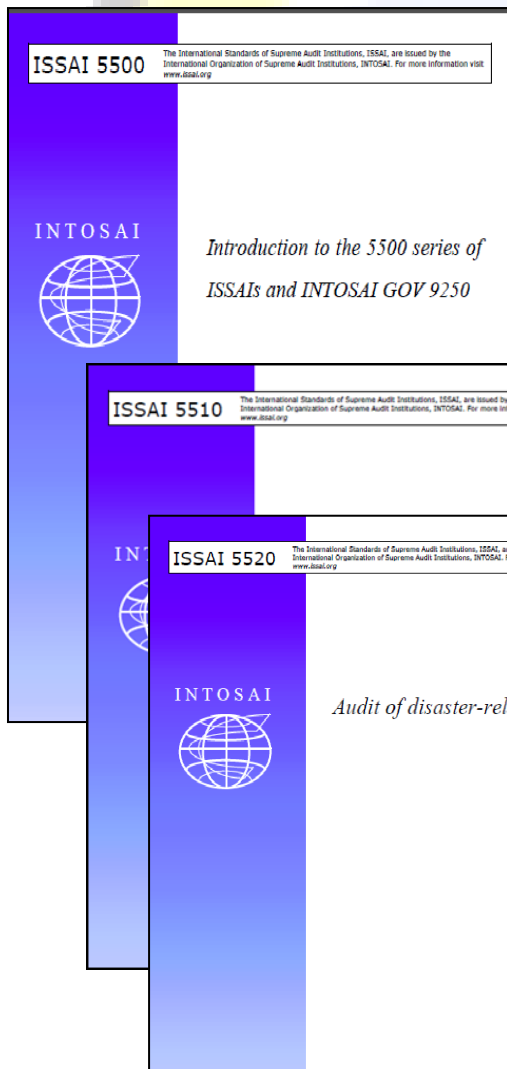 ISSAI 5500
The International Standards of Supreme Audit Institutions, ISSAI, are issued by the
International Organization of Supreme Audit Institutions, INTOSAI. For more information visit
www.issai.org
INTOSAI
Introduction to the 5500 series of
ISSAIs and INTOSAI GOV 9250
ISSAI 5510
The International Standards of Supreme Audit Institutions, ISSAI, are issued by
International Organization of Supreme Audit Institutions, INTOSAI. For more in
www.issai.org
IN
ISSAI 5520
The International Standards of Supreme Audit Institutions, ISSAI, a
International Organization of Supreme Audit Institutions, INTOSAI.
www.issai.org
INTOSAI
Audit of disaster-rel